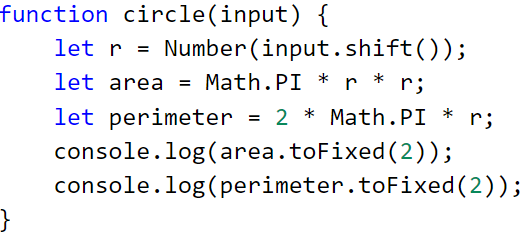 function circle(input) {
    let r = Number(input.shift());
    let area = Math.PI * r * r;
    let perimeter = 2 * Math.PI * r;
    console.log(area.toFixed(2));
    console.log(perimeter.toFixed(2));
}